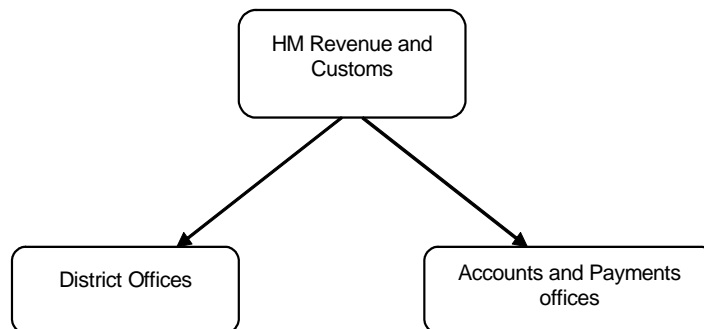 HM Revenue and
Customs
District Offices
Accounts and Payments
offices